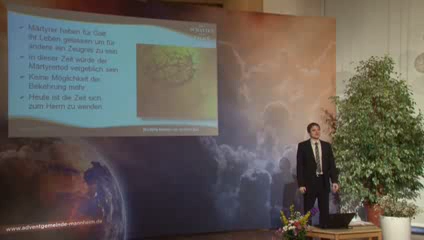 Märtyrer haben für Gott
ihr Leben gelassen um für
andere ein Zeugnis zu sein
In dieser Zeit würde der
Märtyrertod vergeblich sein
Keine Möglichkeit der
Bekehrung mehr
Heute ist die Zeit sich
zum Herrn zu wenden
www.adventgemeinde-mannheim.de